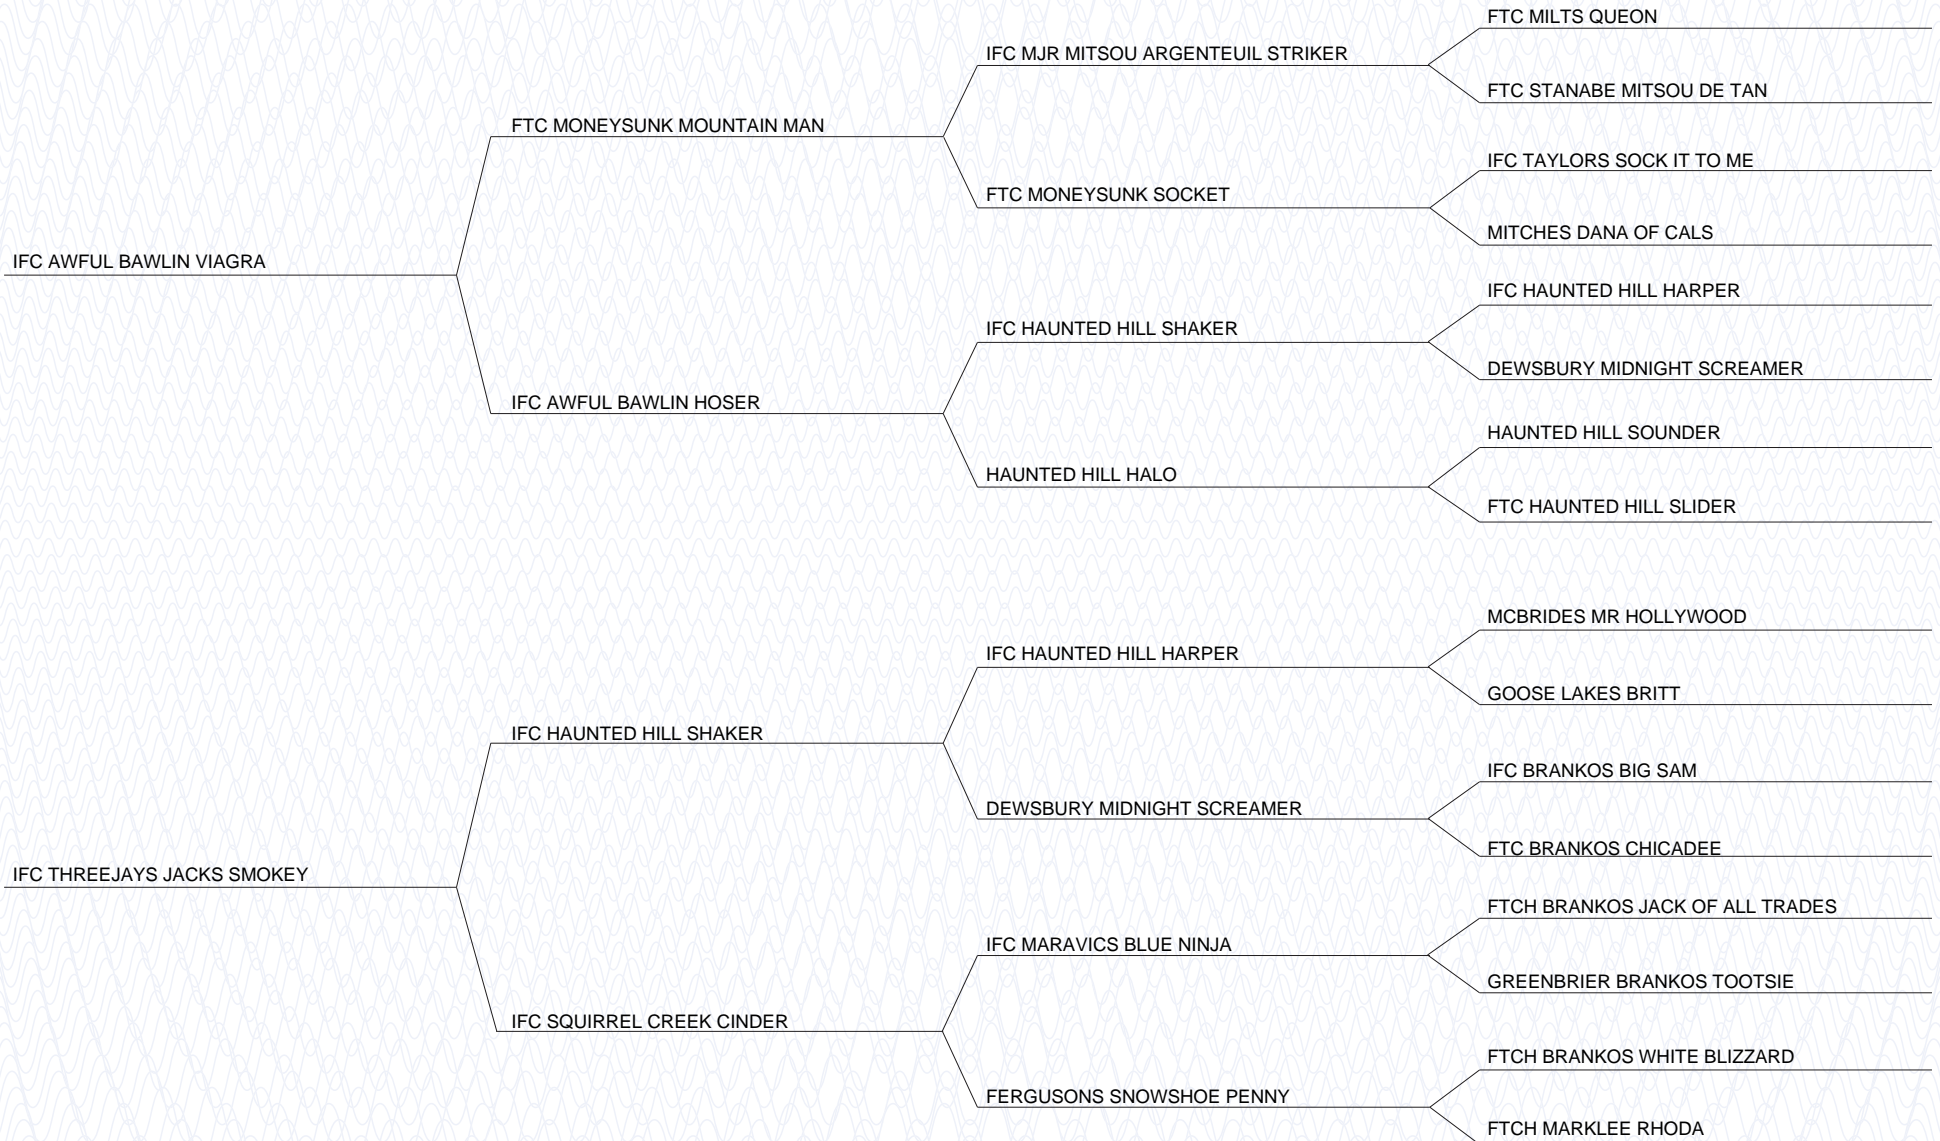 FTC MILTS QUEON
IFC MJR MITSOU ARGENTEUIL STRIKER
FTC STANABE MITSOU DE TAN
FTC MONEYSUNK MOUNTAIN MAN
IFC TAYLORS SOCK IT TO ME
FTC MONEYSUNK SOCKET
MITCHES DANA OF CALS
IFC AWFUL BAWLIN VIAGRA
IFC HAUNTED HILL HARPER
IFC HAUNTED HILL SHAKER
DEWSBURY MIDNIGHT SCREAMER
IFC AWFUL BAWLIN HOSER
HAUNTED HILL SOUNDER
HAUNTED HILL HALO
FTC HAUNTED HILL SLIDER
MCBRIDES MR HOLLYWOOD
IFC HAUNTED HILL HARPER
GOOSE LAKES BRITT
IFC HAUNTED HILL SHAKER
IFC BRANKOS BIG SAM
DEWSBURY MIDNIGHT SCREAMER
FTC BRANKOS CHICADEE
IFC THREEJAYS JACKS SMOKEY
FTCH BRANKOS JACK OF ALL TRADES
IFC MARAVICS BLUE NINJA
GREENBRIER BRANKOS TOOTSIE
IFC SQUIRREL CREEK CINDER
FTCH BRANKOS WHITE BLIZZARD
FERGUSONS SNOWSHOE PENNY
FTCH MARKLEE RHODA